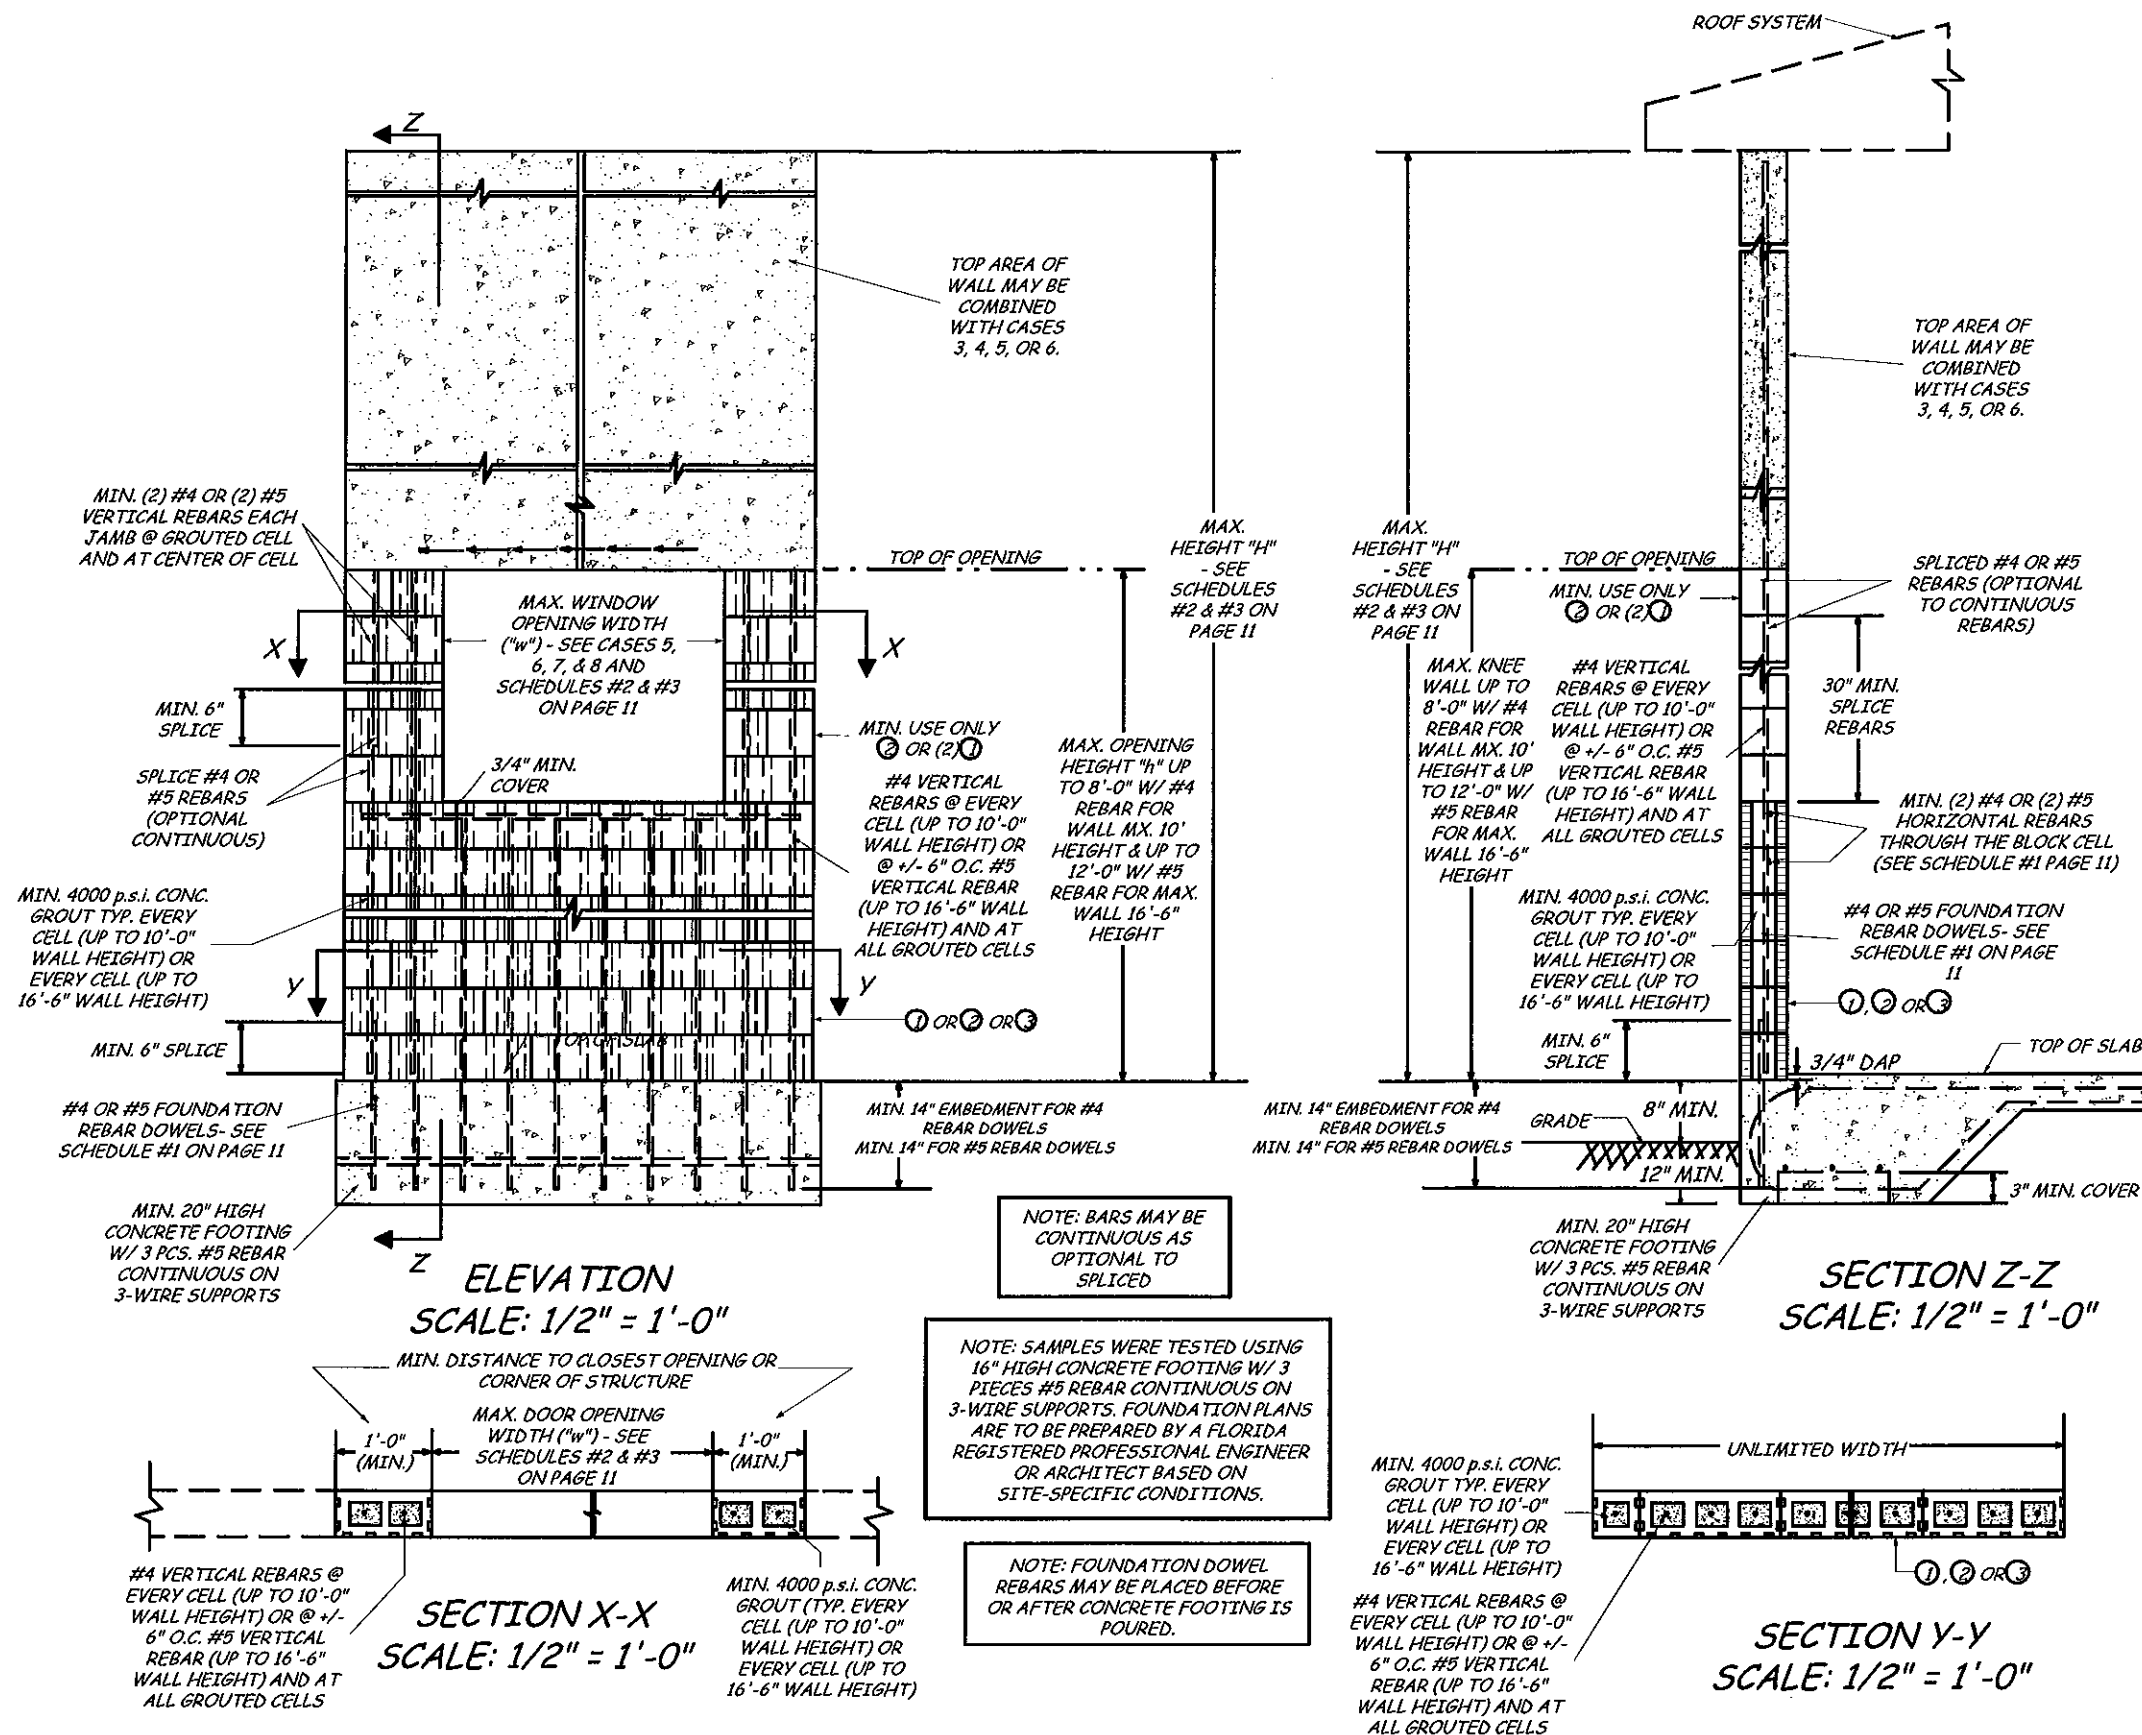 ROOF SYSTEM
Z
TOP AREA OF
WALL MAY BE
COMBINED
WITH CASES
3, 4, 5, OR 6.
TOP AREA OF
WALL MAY BE
COMBINED
WITH CASES
3, 4, 5, OR 6.
MIN. (2) #4 OR (2) #5
VERTICAL REBARS EACH
JAMB @ GROUTED CELL
AND AT CENTER OF CELL
MAX.
HEIGHT "H"
- SEE
SCHEDULES
#2 & #3 ON
PAGE 11
MAX.
HEIGHT "H"
- SEE
SCHEDULES
#2 & #3 ON
PAGE 11
TOP OF OPENING
TOP OF OPENING
MIN. USE ONLY
2 OR (2) 1
SPLICED #4 OR #5
REBARS (OPTIONAL
TO CONTINUOUS
REBARS)
MAX. WINDOW
OPENING WIDTH
("w") - SEE CASES 5,
6, 7, & 8 AND
SCHEDULES #2 & #3
ON PAGE 11
X
X
MIN. 6"
SPLICE
MIN. USE ONLY
2 OR (2) 1
SPLICE #4 OR
#5 REBARS
(OPTIONAL
CONTINUOUS)
3/4" MIN.
COVER
#4 VERTICAL
REBARS @ EVERY
CELL (UP TO 10'-0"
WALL HEIGHT) OR
@ +/- 6" O.C. #5
VERTICAL REBAR
(UP TO 16'-6" WALL
HEIGHT) AND AT
ALL GROUTED CELLS
MAX. OPENING
HEIGHT "h" UP
TO 8'-0" W/ #4
REBAR FOR
WALL MX. 10'
HEIGHT & UP TO
12'-0" W/ #5
REBAR FOR MAX.
WALL 16'-6"
HEIGHT
MAX. KNEE
WALL UP TO
8'-0" W/ #4
REBAR FOR
WALL MX. 10'
HEIGHT & UP
TO 12'-0" W/
#5 REBAR
FOR MAX.
WALL 16'-6"
HEIGHT
#4 VERTICAL
REBARS @ EVERY
CELL (UP TO 10'-0"
WALL HEIGHT) OR
@ +/- 6" O.C. #5
VERTICAL REBAR
(UP TO 16'-6" WALL
HEIGHT) AND AT
ALL GROUTED CELLS
30" MIN.
SPLICE
REBARS
MIN. (2) #4 OR (2) #5
HORIZONTAL REBARS
THROUGH THE BLOCK CELL
(SEE SCHEDULE #1 PAGE 11)
MIN. 4000 p.s.i. CONC.
GROUT TYP. EVERY
CELL (UP TO 10'-0"
WALL HEIGHT) OR
EVERY CELL (UP TO
16'-6" WALL HEIGHT)
MIN. 4000 p.s.i. CONC.
GROUT TYP. EVERY
CELL (UP TO 10'-0"
WALL HEIGHT) OR
EVERY CELL (UP TO
16'-6" WALL HEIGHT)
#4 OR #5 FOUNDATION
REBAR DOWELS- SEE
SCHEDULE #1 ON PAGE
11
Y
Y
1 OR 2 OR 3
1, 2 OR 3
MIN. 6" SPLICE
TOP OF SLAB
MIN. 6"
SPLICE
3/4" DAP
TOP OF SLAB
#4 OR #5 FOUNDATION
REBAR DOWELS- SEE
SCHEDULE #1 ON PAGE 11
MIN. 14" EMBEDMENT FOR #4
REBAR DOWELS
MIN. 14" FOR #5 REBAR DOWELS
MIN. 14" EMBEDMENT FOR #4
REBAR DOWELS
MIN. 14" FOR #5 REBAR DOWELS
GRADE
8" MIN.
12" MIN.
3" MIN. COVER
MIN. 20" HIGH
CONCRETE FOOTING
W/ 3 PCS. #5 REBAR
CONTINUOUS ON
3-WIRE SUPPORTS
Z
NOTE: BARS MAY BE
CONTINUOUS AS
OPTIONAL TO
SPLICED
MIN. 20" HIGH
CONCRETE FOOTING
W/ 3 PCS. #5 REBAR
CONTINUOUS ON
3-WIRE SUPPORTS
ELEVATION
SCALE: 1/2" = 1'-0"
SECTION Z-Z
SCALE: 1/2" = 1'-0"
MIN. DISTANCE TO CLOSEST OPENING OR
CORNER OF STRUCTURE
1'-0"
(MIN.)
MAX. DOOR OPENING
WIDTH ("w") - SEE
SCHEDULES #2 & #3
ON PAGE 11
1'-0"
(MIN.)
NOTE: SAMPLES WERE TESTED USING
16" HIGH CONCRETE FOOTING W/ 3
PIECES #5 REBAR CONTINUOUS ON
3-WIRE SUPPORTS. FOUNDATION PLANS
ARE TO BE PREPARED BY A FLORIDA
REGISTERED PROFESSIONAL ENGINEER
OR ARCHITECT BASED ON
SITE-SPECIFIC CONDITIONS.
UNLIMITED WIDTH
MIN. 4000 p.s.i. CONC.
GROUT TYP. EVERY
CELL (UP TO 10'-0"
WALL HEIGHT) OR
EVERY CELL (UP TO
16'-6" WALL HEIGHT)
1, 2 OR 3
#4 VERTICAL REBARS @
EVERY CELL (UP TO 10'-0"
WALL HEIGHT) OR @ +/-
6" O.C. #5 VERTICAL
REBAR (UP TO 16'-6"
WALL HEIGHT) AND AT
ALL GROUTED CELLS
SECTION X-X
SCALE: 1/2" = 1'-0"
MIN. 4000 p.s.i. CONC.
GROUT (TYP. EVERY
CELL (UP TO 10'-0"
WALL HEIGHT) OR
EVERY CELL (UP TO
16'-6" WALL HEIGHT)
NOTE: FOUNDATION DOWEL
REBARS MAY BE PLACED BEFORE
OR AFTER CONCRETE FOOTING IS
POURED.
#4 VERTICAL REBARS @
EVERY CELL (UP TO 10'-0"
WALL HEIGHT) OR @ +/-
6" O.C. #5 VERTICAL
REBAR (UP TO 16'-6"
WALL HEIGHT) AND AT
ALL GROUTED CELLS
SECTION Y-Y
SCALE: 1/2" = 1'-0"